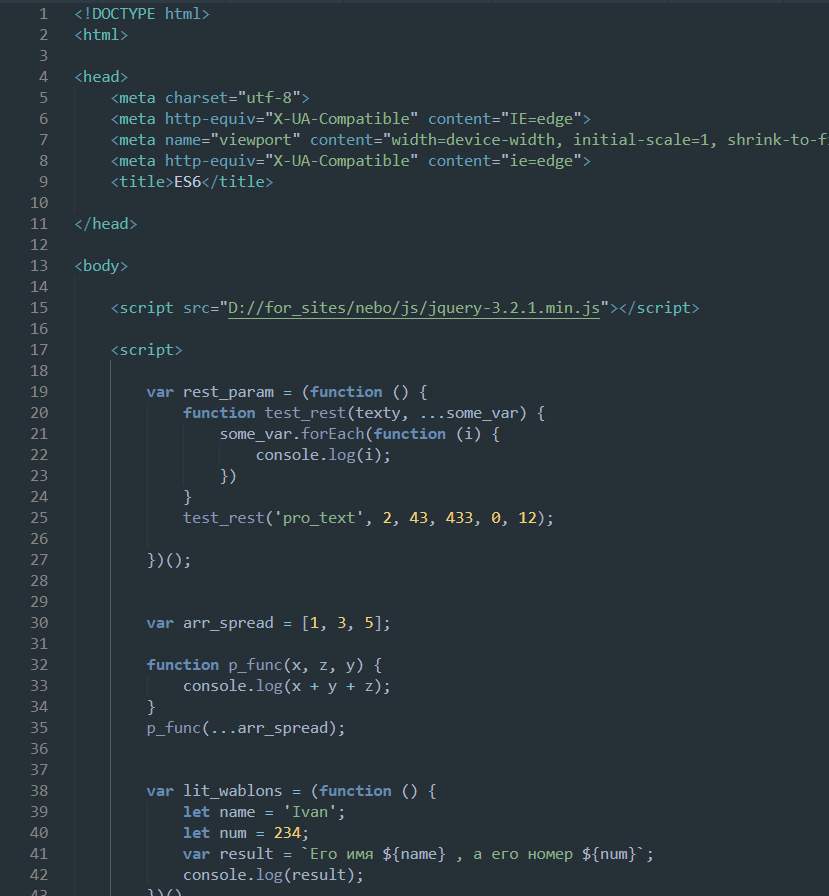 1 <!DOCTYPE html>
2 <html>
3
4 <head>
5 <meta charset="utf-8">
6 <meta http-equiv="X-UA-Compatible" content="IE=edge">
7 <meta name="viewport" content="width=device-width, initial-scale=1, shrink-to-fi
8 <meta http-equiv="X-UA-Compatible" content="ie=edge">
9 <title>ES6</title>
10
11 </head>
12
13 <body>
14
15 <script src="D://for_sites/nebo/js/jquery-3.2.1.min.js"></script>
16
17 <script>
18
19 var rest_param = (function () {
20 function test_rest(texty, ...some_var) {
21 some_var.forEach(function (i) {
22 console.log(i);
23 })
24 }
25 test_rest('pro_text', 2, 43, 433, 0, 12);
26
27 })();
28
29
30 var arr_spread = [1, 3, 5];
31
32 function p_func(x, z, y) {
33 console.log(x + y + z);
34 }
35 p_func(...arr_spread);
36
37
38 var lit_wablons = (function () {
39 let name = 'Ivan';
40 let num = 234;
41 var result = `Его имя ${name} , а его номер ${num}`;
42 console.log(result);
43 })()